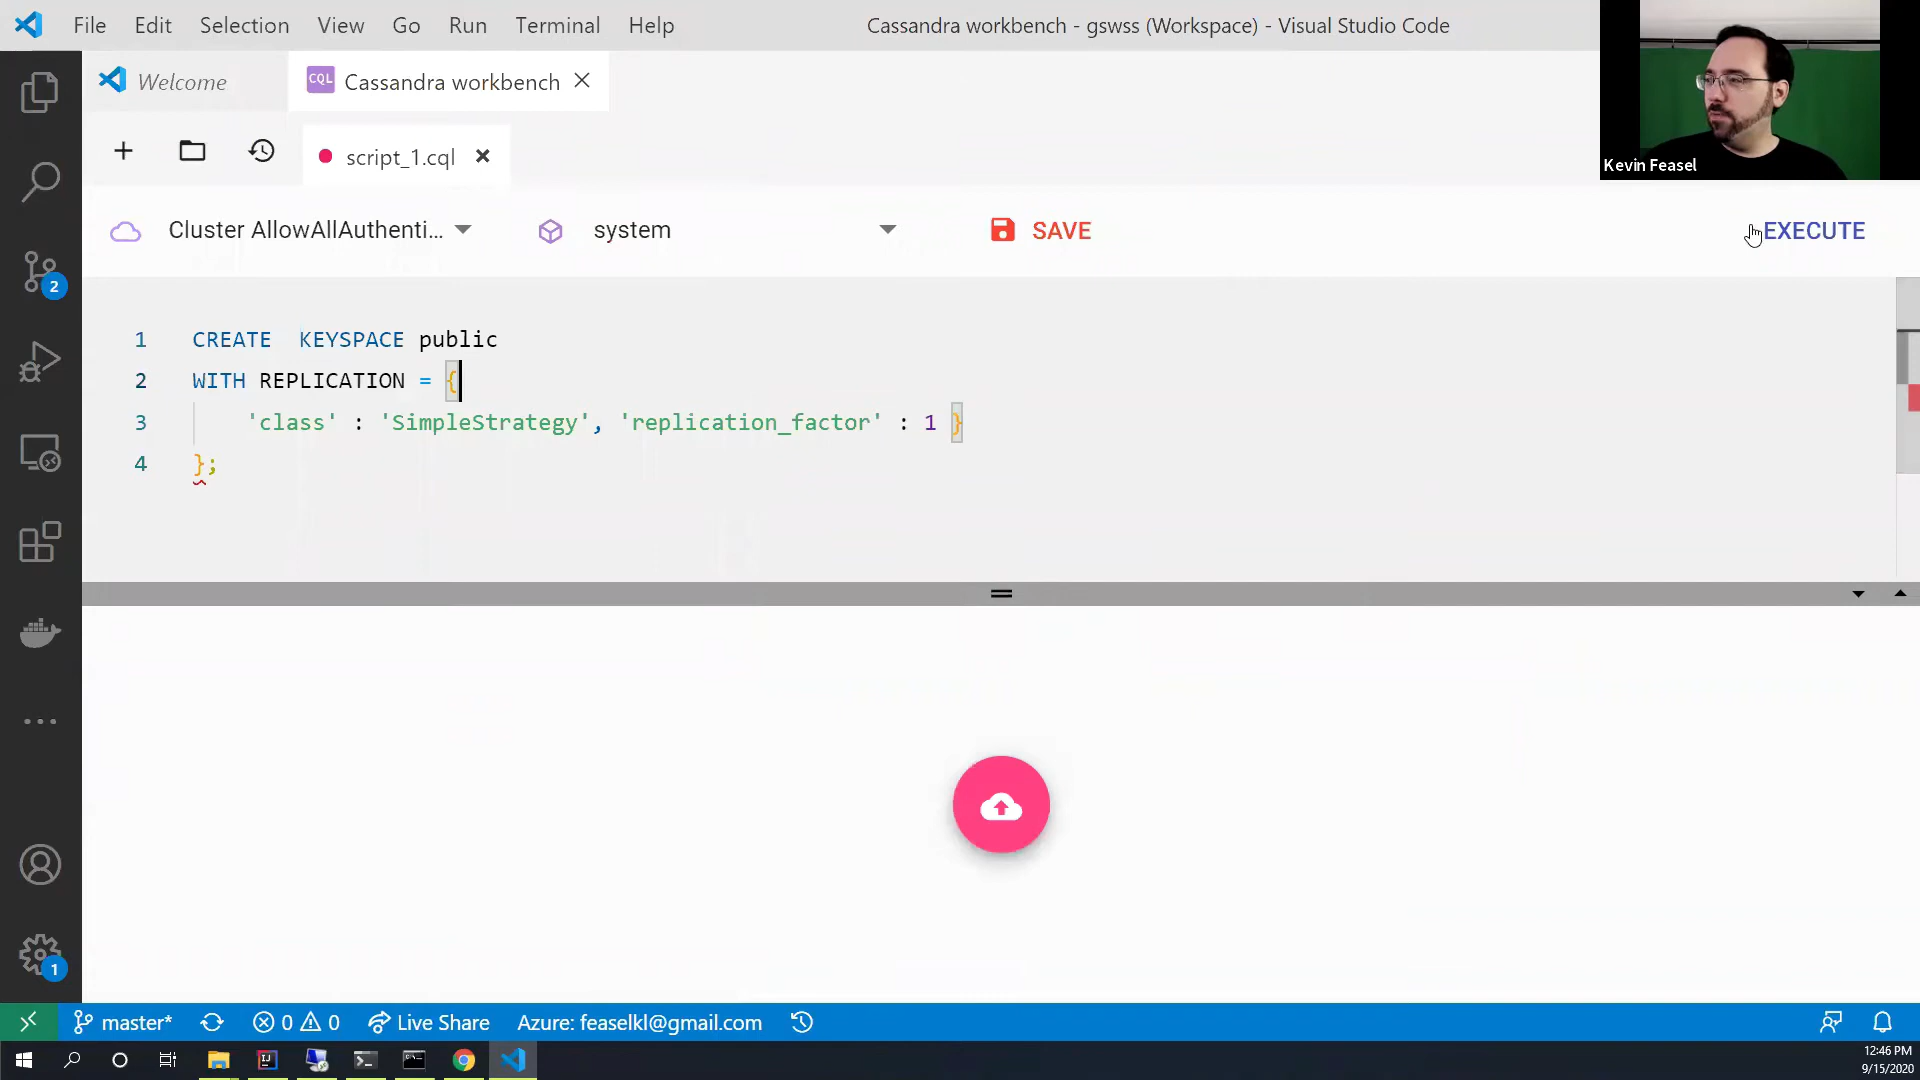 File Edit Selection View Go Run Terminal Help Cassandra workbench - gswss (Workspace) - Visual Studio Code
Welcome CQL Cassandra workbench
script_1.cql
Kevin Feasel
Cluster AllowAllAuthenti... system SAVE EXECUTE
1 CREATE  KEYSPACE public
2 WITH REPLICATION = {
3 'class' : 'SimpleStrategy', 'replication_factor' : 1 }
4 };
2
1
master* 0 0 Live Share Azure: feaselkl@gmail.com
12:46 PM
9/15/2020